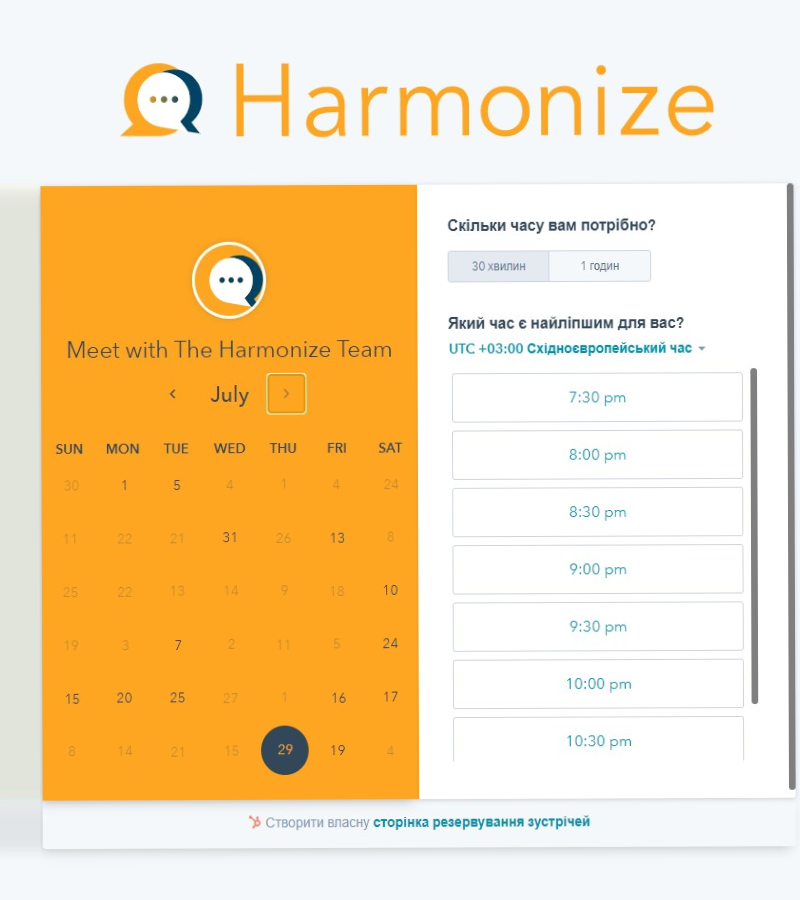 Harmonize
Meet with The Harmonize Team
July
SUN MON TUE WED THU FRI SAT
30 1 5 4 1 4 24
11 22 21 31 26 13 8
25 22 13 14 9 18 10
19 3 7 2 11 5 24
15 20 25 27 1 16 17
8 14 21 15 29 19 4
Скільки часу вам потрібно?
30 хвилин 1 годин
Який час є найліпшим для вас?
UTC +03:00 Східноєвропейський час
7:30 pm
8:00 pm
8:30 pm
9:00 pm
9:30 pm
10:00 pm
10:30 pm
Створити власну сторінка резервування зустрічей